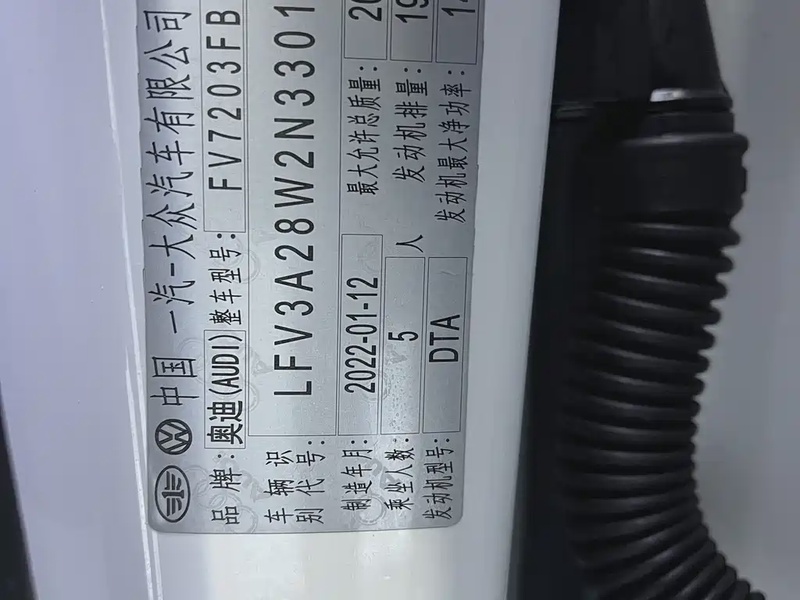 中国 一汽-大众汽车有限公司
品牌: 奥迪(AUDI) 整车型号: FV7203FB
车辆识别代号: LFV3A28W2N3301
制造年月: 2022-01-12 最大允许总质量: 20
乘坐人数: 5 人 发动机排量: 19
发动机型号: DTA 发动机最大净功率: 14